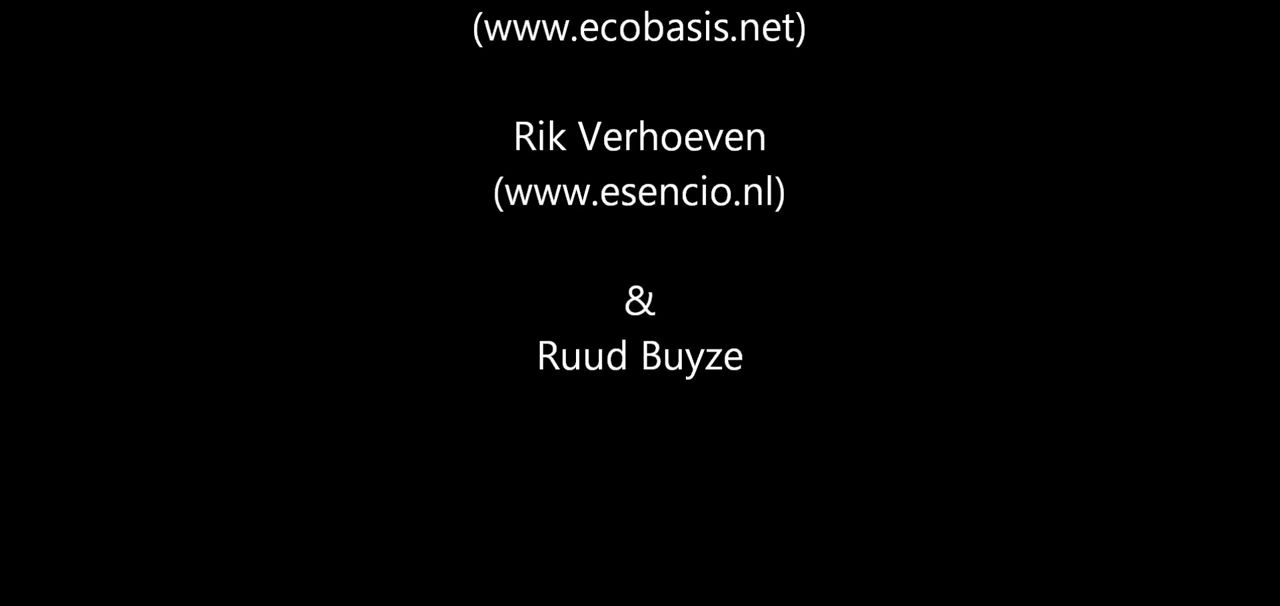 (www.ecobasis.net)
Rik Verhoeven
(www.esencio.nl)
&
Ruud Buyze